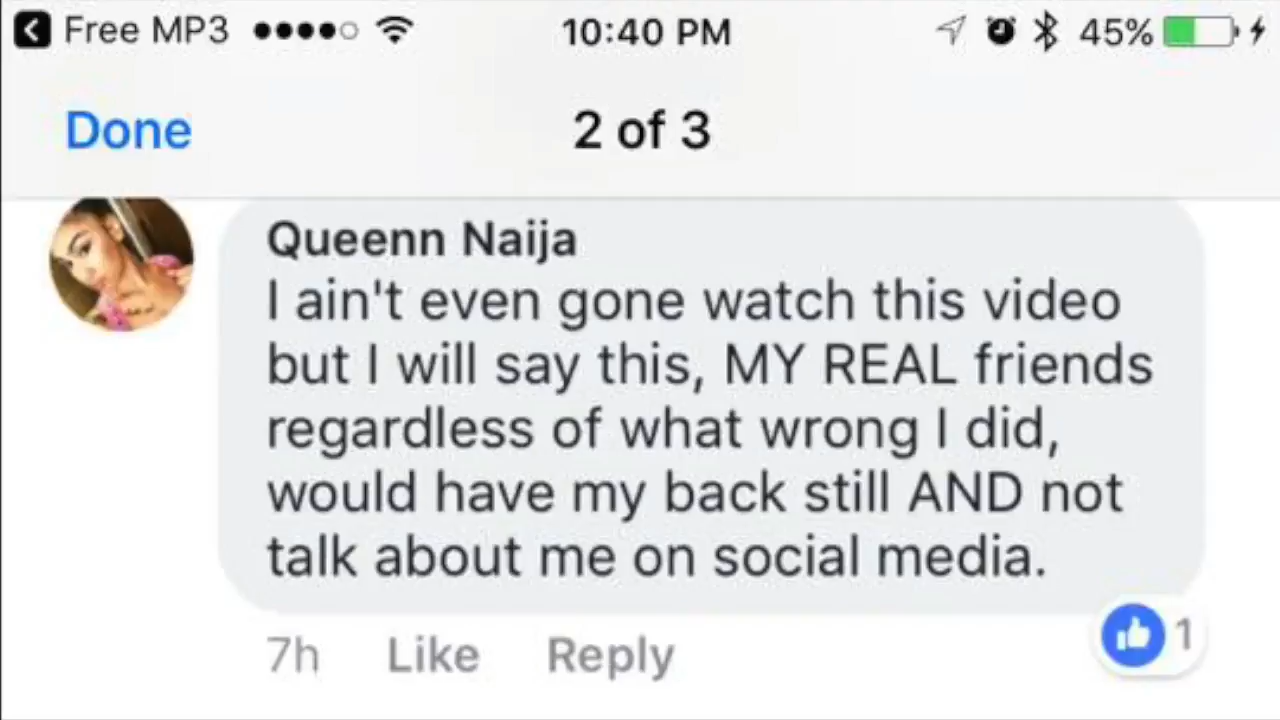 Free MP3 10:40 PM 45%
Done 2 of 3
Queenn Naija
I ain't even gone watch this video
but I will say this, MY REAL friends
regardless of what wrong I did,
would have my back still AND not
talk about me on social media.
7h Like Reply 1